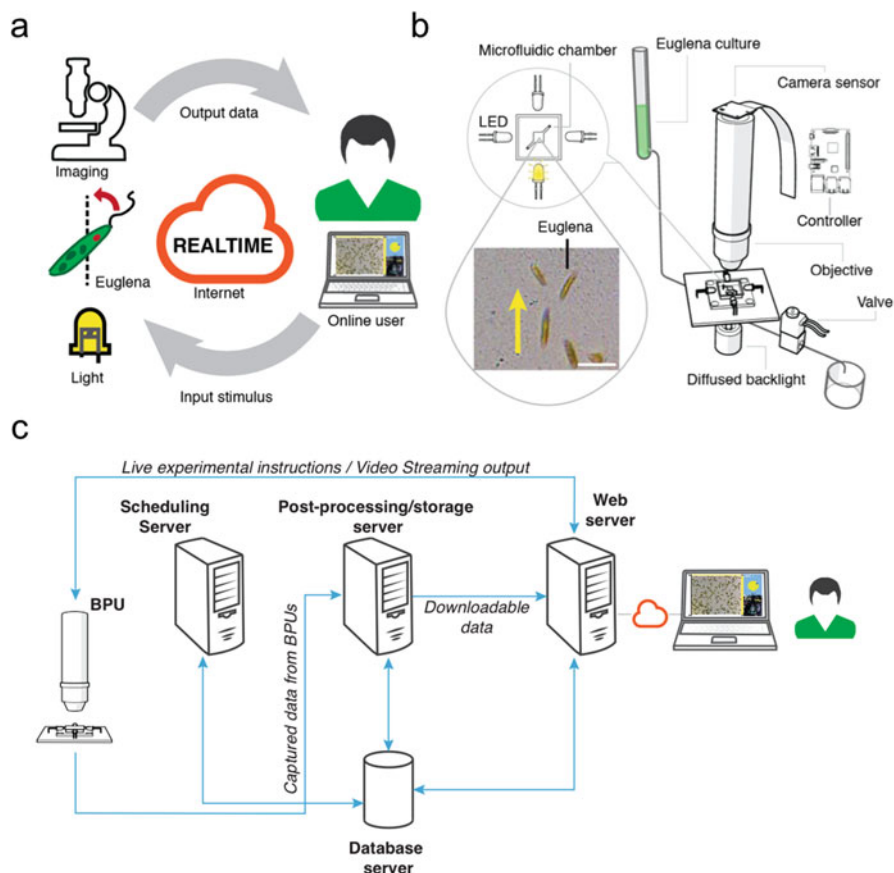 a
Imaging
Output data
Euglena
REALTIME
Internet
Online user
Light
Input stimulus
b
Microfluidic chamber
Euglena culture
LED
Camera sensor
Euglena
Controller
Objective
Valve
Diffused backlight
c
Live experimental instructions / Video Streaming output
Scheduling
Server
Post-processing/storage
server
Web
server
BPU
Captured data from BPUs
Downloadable
data
Database
server